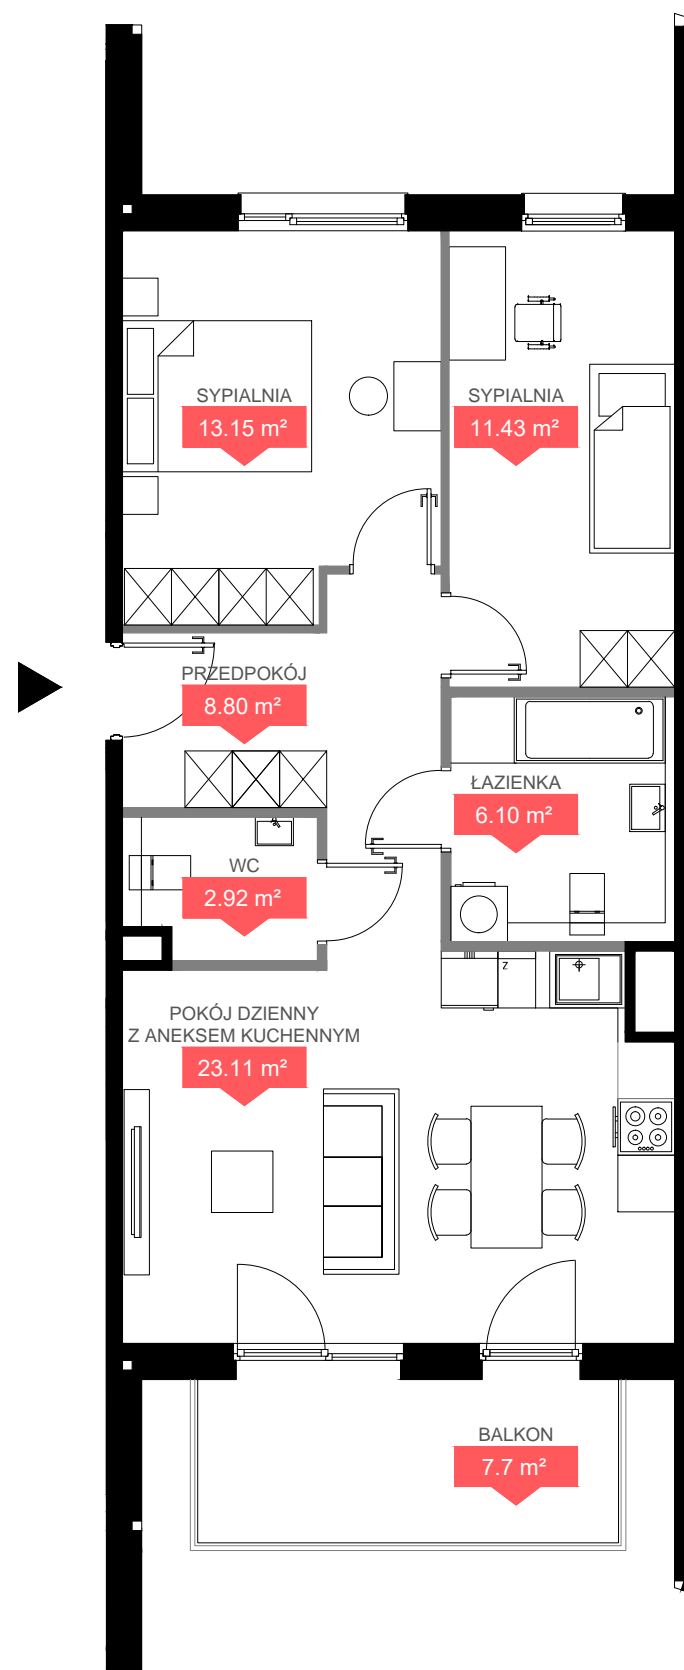 SYPIALNIA
13.15 m²
SYPIALNIA
11.43 m²
PRZEDPOKÓJ
8.80 m²
ŁAZIENKA
6.10 m²
WC
2.92 m²
Z
POKÓJ DZIENNY
Z ANEKSEM KUCHENNYM
23.11 m²
BALKON
7.7 m²